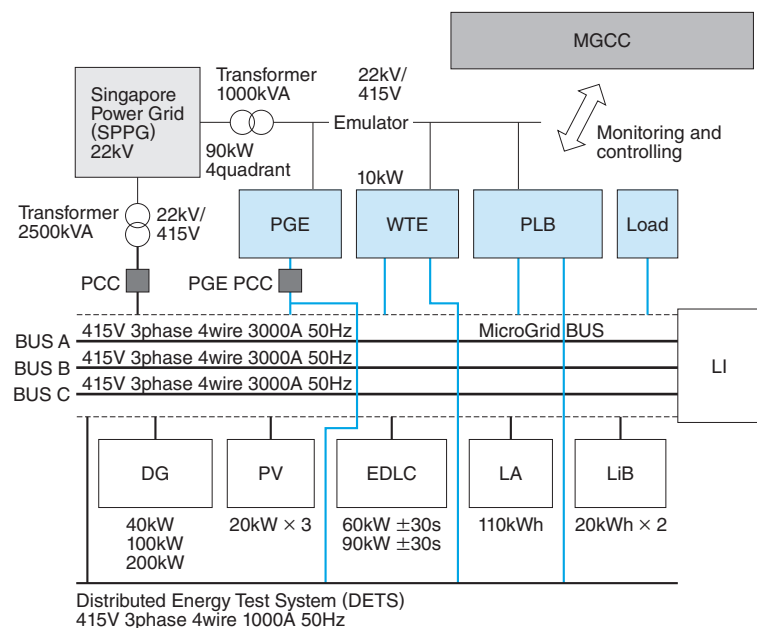 MGCC
Singapore
Power Grid
(SPPG)
22kV
Transformer
1000kVA
22kV/
415V
Emulator
Monitoring and
controlling
90kW
4quadrant
10kW
Transformer
2500kVA
22kV/
415V
PGE
WTE
PLB
Load
PCC
PGE PCC
415V 3phase 4wire 3000A 50Hz
MicroGrid BUS
BUS A
415V 3phase 4wire 3000A 50Hz
BUS B
415V 3phase 4wire 3000A 50Hz
BUS C
LI
DG
PV
EDLC
LA
LiB
40kW
100kW
200kW
20kW × 3
60kW ±30s
90kW ±30s
110kWh
20kWh × 2
Distributed Energy Test System (DETS)
415V 3phase 4wire 1000A 50Hz